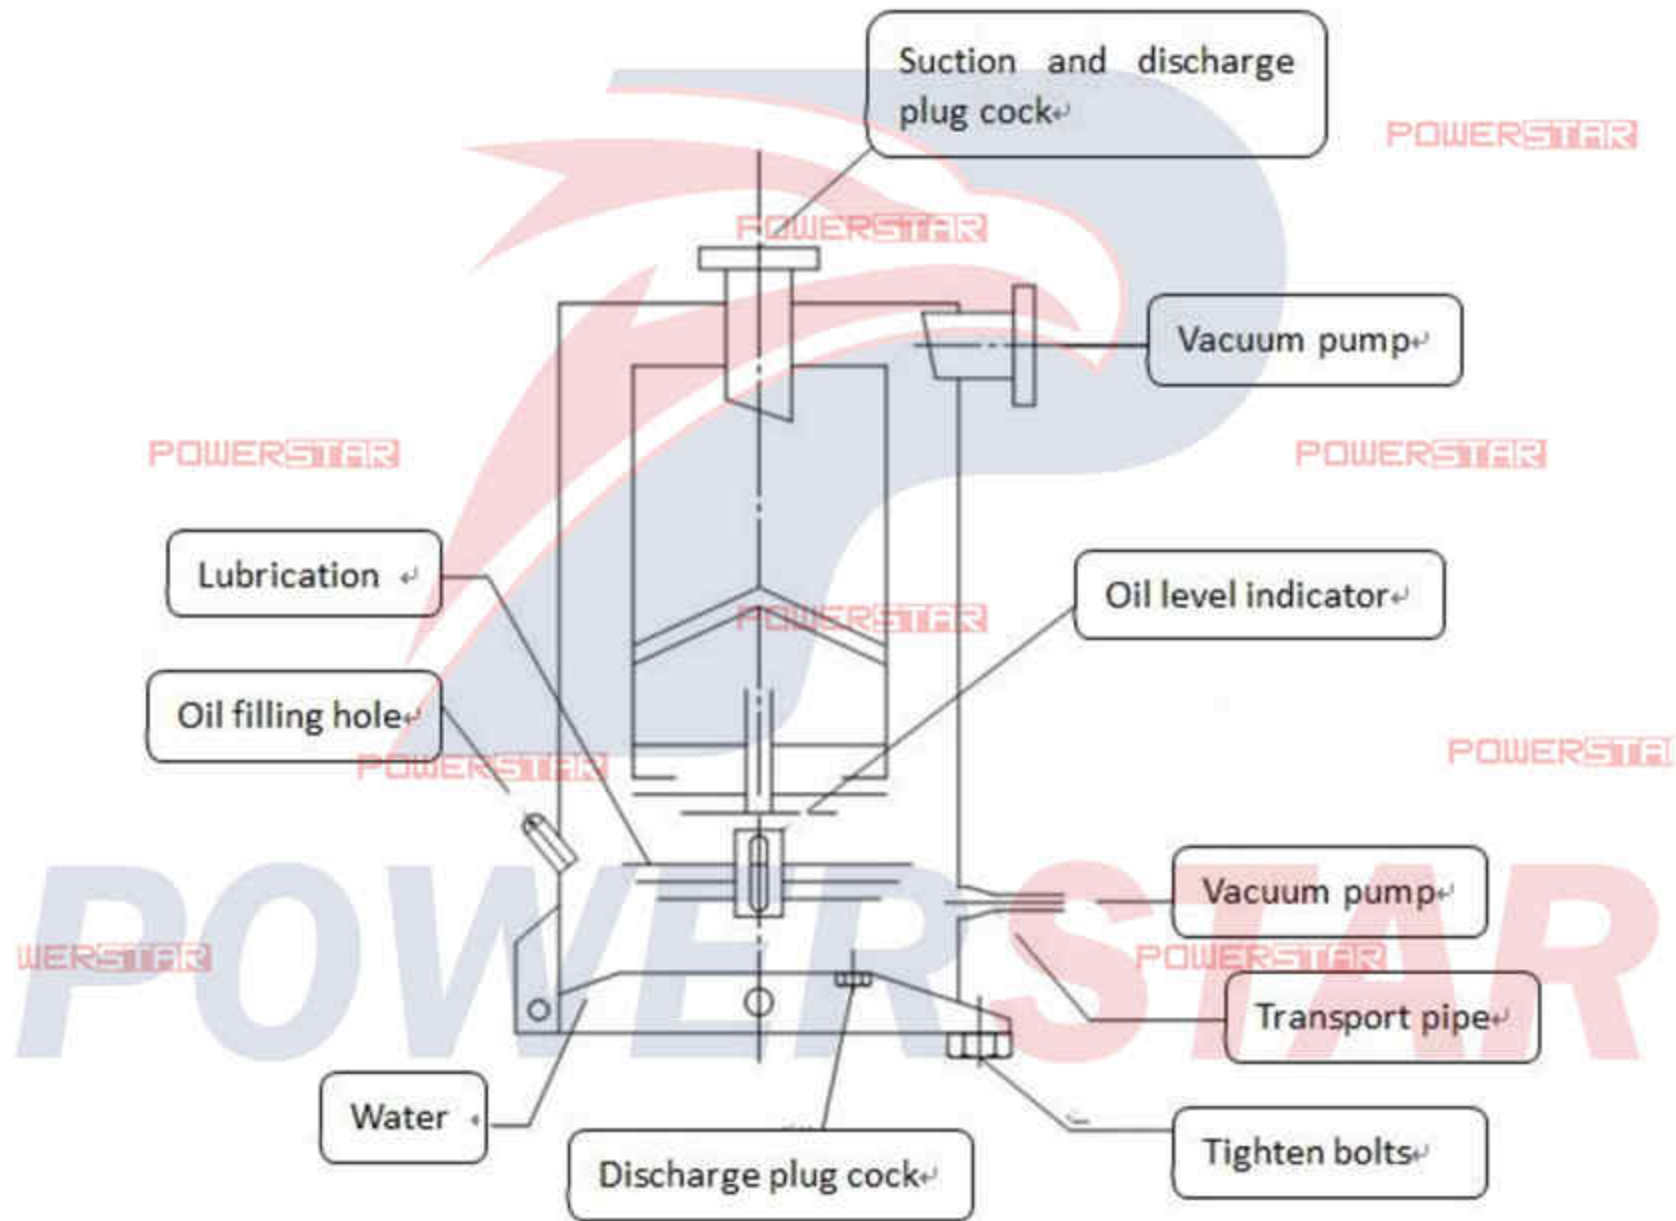 Suction and discharge
plug cock↵
POWERSTAR
POWERSTAR
Vacuum pump↵
POWERSTAR
POWERSTAR
Lubrication ↵
Oil level indicator↵
POWERSTAR
Oil filling hole↵
POWERSTAR
POWERSTAR
Vacuum pump↵
POWERSTAR
WERSTAR
POWERSTAR
Transport pipe↵
Water
Tighten bolts↵
Discharge plug cock↵